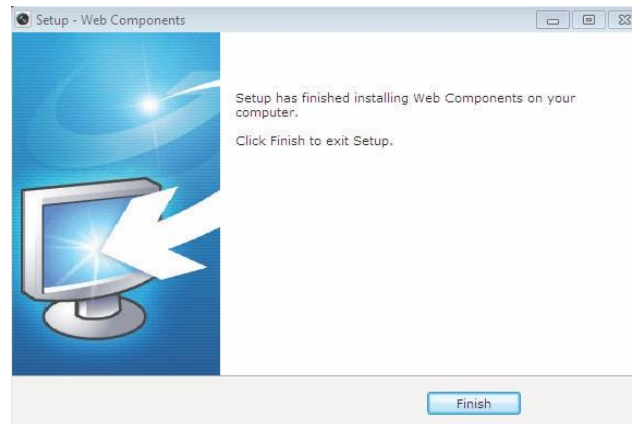 Setup - Web Components
Setup has finished installing Web Components on your
computer.
Click Finish to exit Setup.
Finish